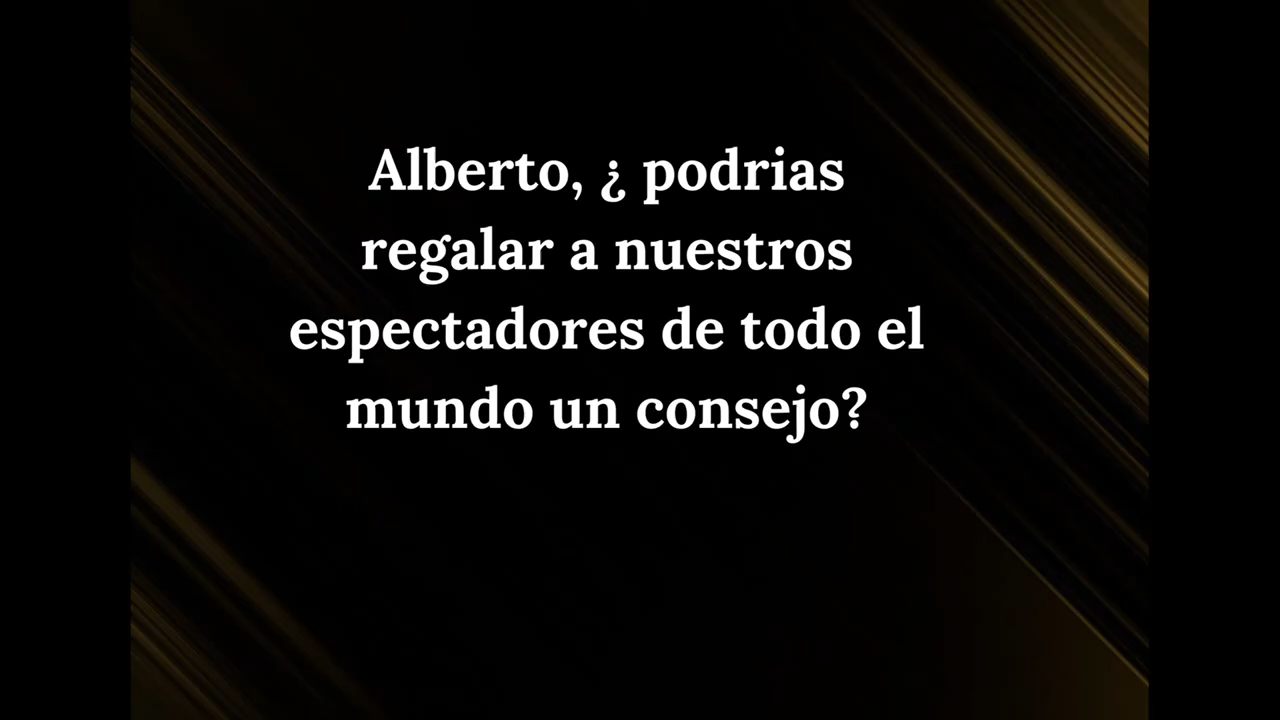 Alberto, ¿ podrias
regalar a nuestros
espectadores de todo el
mundo un consejo?